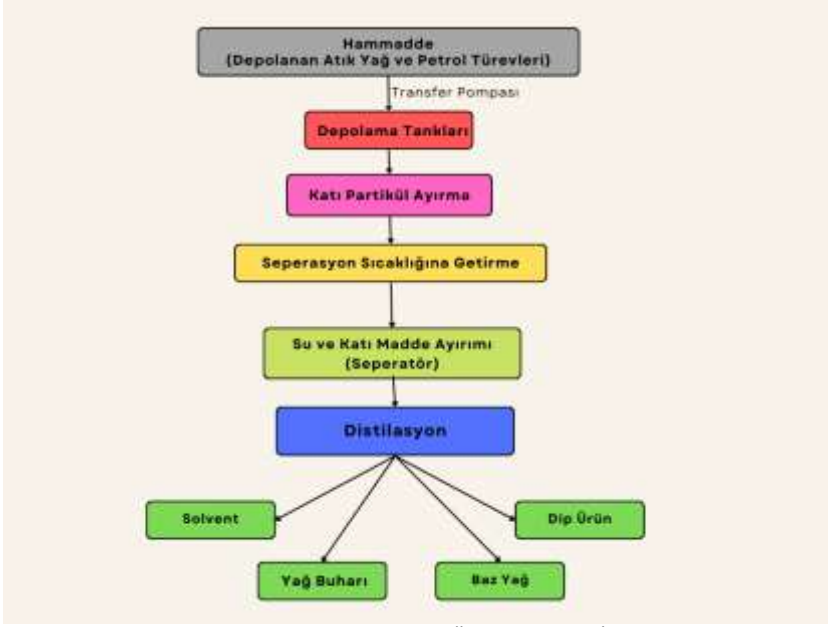 Hammadde
(Depolanan Atık Yağ ve Petrol Türevleri)
Transfer Pompası
Depolama Tankları
Katı Partikül Ayırma
Seperasyon Sıcaklığına Getirme
Su ve Katı Madde Ayırımı
(Seperatör)
Distilasyon
Solvent
Dip Ürün
Yağ Buharı
Baz Yağ